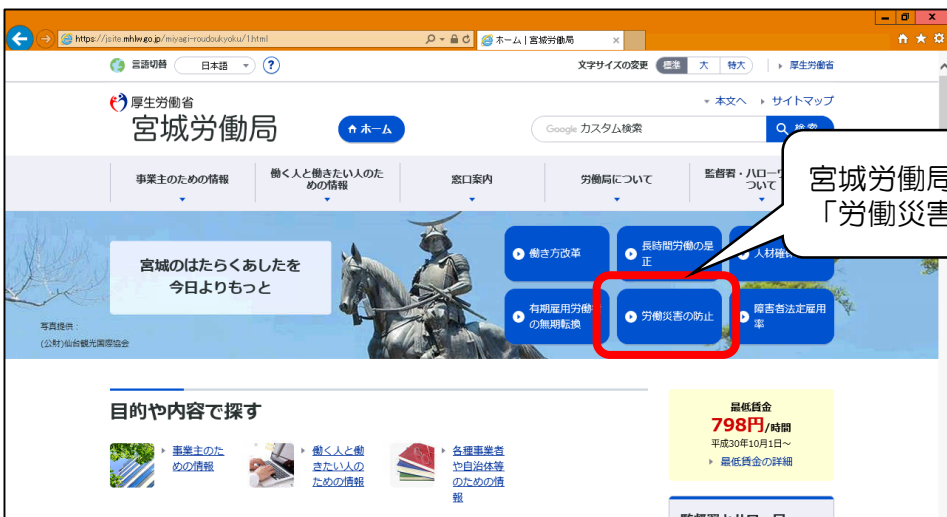 https://jsite.mhlw.go.jp/miyagi-roudoukyoku/1.html
ホーム | 宮城労働局
言語切替 日本語 ?
文字サイズの変更 標準 大 特大 厚生労働省
厚生労働省
宮城労働局
ホーム
本文へ サイトマップ
Google カスタム検索
検索
事業主のための情報
働く人と働きたい人のた
めの情報
窓口案内
労働局について
監督署・ハローワ
ついて
宮城労働局
「労働災害
宮城のはたらくあしたを
今日よりもっと
働き方改革
長時間労働の是
正
人材確
有期雇用労働
の無期転換
労働災害の防止
障害者法定雇用
率
写真提供:
(公財)仙台観光国際協会
目的や内容で探す
事業主のた
めの情報
働く人と働
きたい人の
ための情報
各種事業者
や自治体等
のための情
報
最低賃金
798円/時間
平成30年10月1日~
最低賃金の詳細